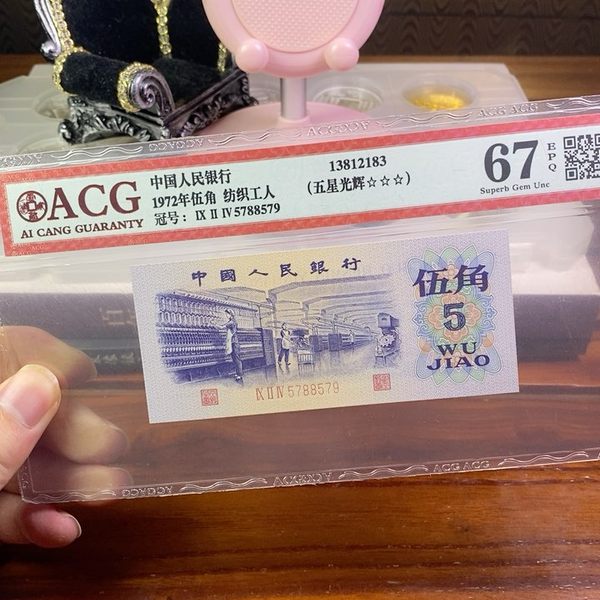 ACG
AI CANG GUARANTY
中国人民银行
1972年伍角 纺织工人
冠号: IX II IV 5788579
13812183
(五星光辉☆☆☆)
67
EPQ
Superb Gem Unc
中國人民銀行
伍角
5
WU
JIAO
IX II IV 5788579
ACG ACG